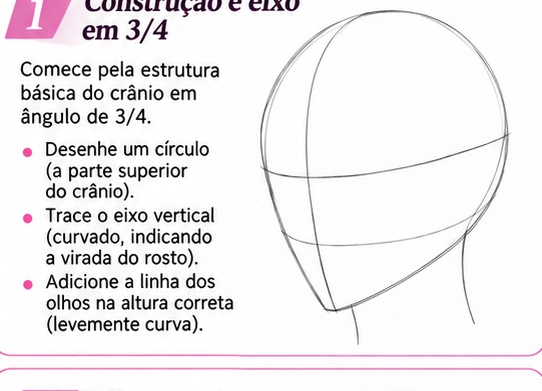 1 Construção e eixo
em 3/4
Comece pela estrutura
básica do crânio em
ângulo de 3/4.
• Desenhe um círculo
(a parte superior
do crânio).
• Trace o eixo vertical
(curvado, indicando
a virada do rosto).
• Adicione a linha dos
olhos na altura correta
(levemente curva).